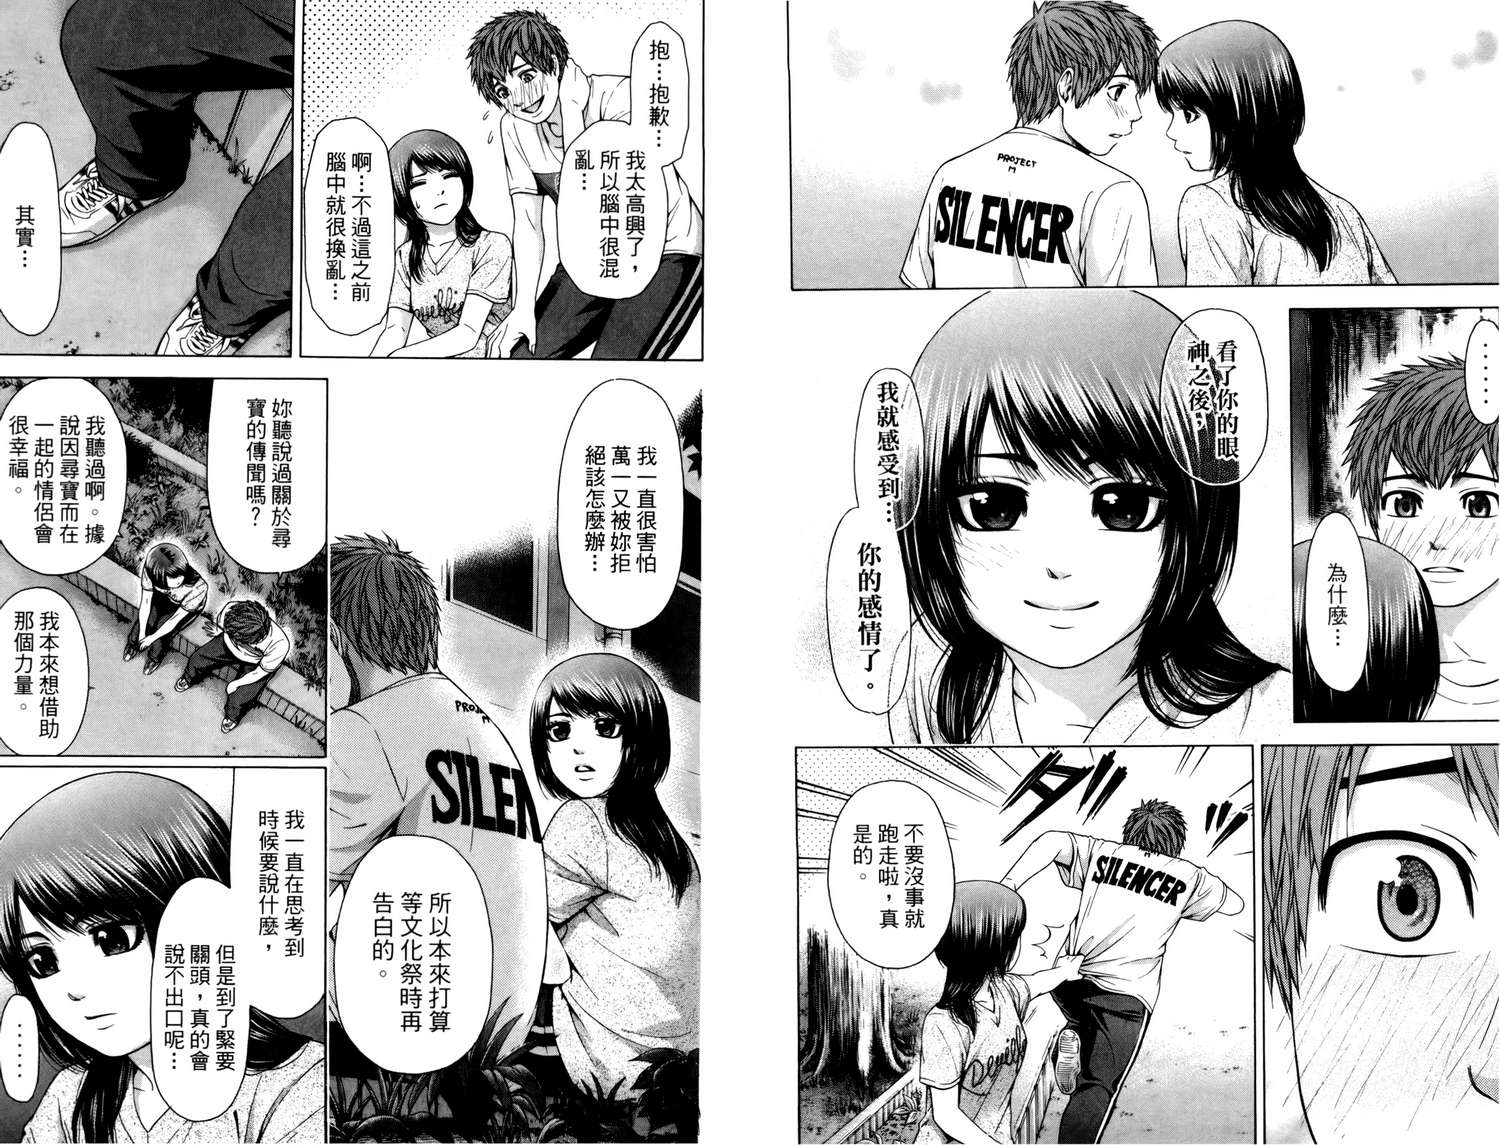 PROJECT
M
SILENCER
……
為什麼…
看了你的眼
神之後，
我就感受到…
你的感情了。
ダッ
SILENCER
不要沒事就
跑走啦，真
是的。
抱…抱歉…
我太高興了，
所以腦中很混
亂…
啊…不過這之前
腦中就很換亂…
其實…
我一直很害怕
萬一又被妳拒
絕該怎麼辦…
PROJECT
M
SILEN
所以本來打算
等文化祭時再
告白的。
妳聽說過關於尋
寶的傳聞嗎？
我聽過啊。據
說因尋寶而在
一起的情侶會
很幸福。
我本來想借助
那個力量。
我一直在思考到
時候要說什麼，
但是到了緊要
關頭，真的會
說不出口呢…
……